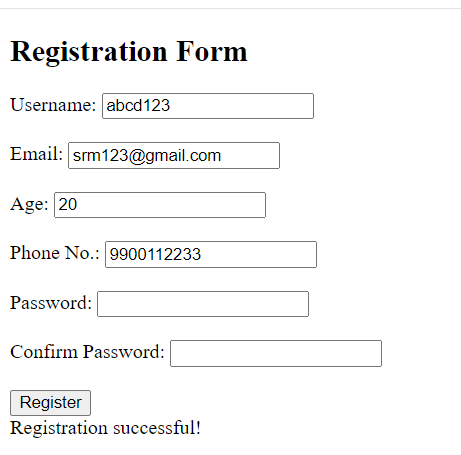 Registration Form
Username: abcd123
Email: srm123@gmail.com
Age: 20
Phone No.: 9900112233
Password:
Confirm Password:
Register
Registration successful!